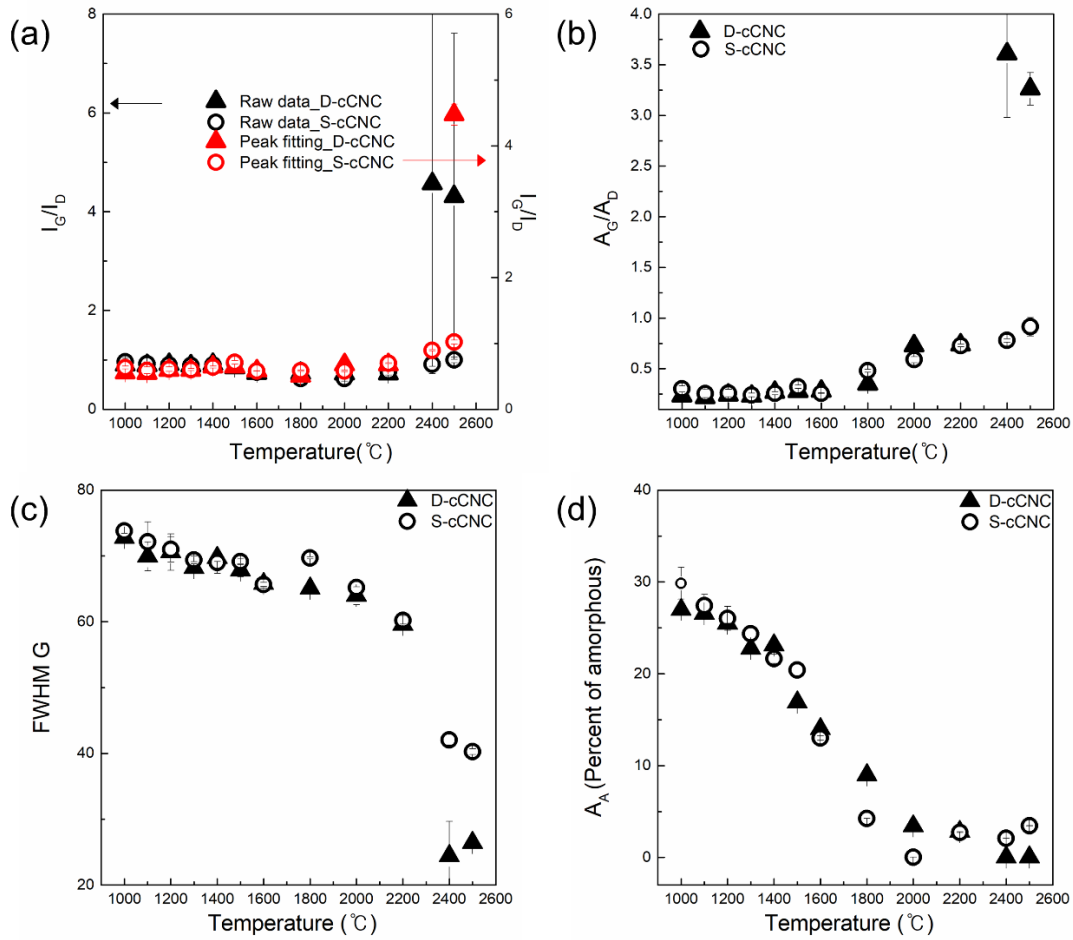 (a)
8
6
4
2
0
I_G/I_D
6
4
2
0
I_G/I_D
Raw data_D-cCNC
Raw data_S-cCNC
Peak fitting_D-cCNC
Peak fitting_S-cCNC
1000 1200 1400 1600 1800 2000 2200 2400 2600
Temperature(℃)
(b)
4.0
3.5
3.0
2.5
2.0
1.5
1.0
0.5
A_G/A_D
D-cCNC
S-cCNC
1000 1200 1400 1600 1800 2000 2200 2400 2600
Temperature(℃)
(c)
80
60
40
20
FWHM G
D-cCNC
S-cCNC
1000 1200 1400 1600 1800 2000 2200 2400 2600
Temperature (℃)
(d)
40
30
20
10
0
A_A (Percent of amorphous)
D-cCNC
S-cCNC
1000 1200 1400 1600 1800 2000 2200 2400 2600
Temperature (℃)